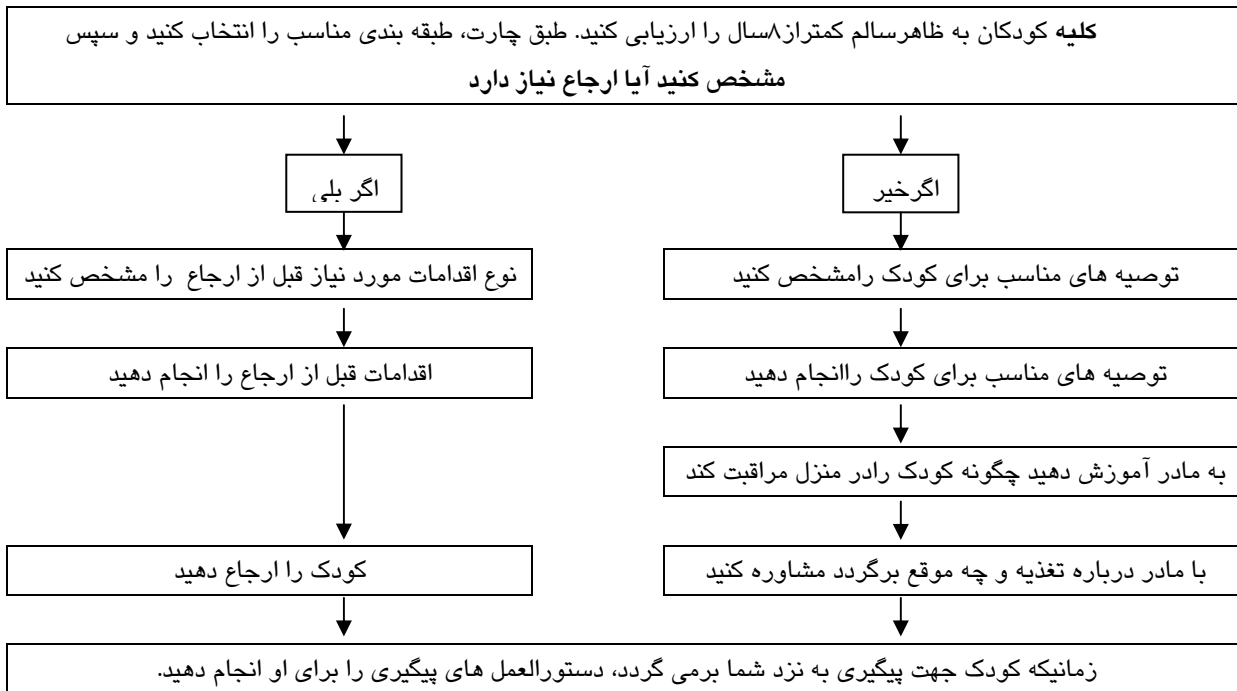 کلیه کودکان به ظاهرسالم کمتراز۸سال را ارزیابی کنید. طبق چارت، طبقه بندی مناسب را انتخاب کنید و سپس
مشخص کنید آیا ارجاع نیاز دارد
اگرخیر
اگر بلی
توصیه های مناسب برای کودک رامشخص کنید
نوع اقدامات مورد نیاز قبل از ارجاع را مشخص کنید
توصیه های مناسب برای کودک راانجام دهید
اقدامات قبل از ارجاع را انجام دهید
به مادر آموزش دهید چگونه کودک رادر منزل مراقبت کند
با مادر درباره تغذیه و چه موقع برگردد مشاوره کنید
کودک را ارجاع دهید
زمانیکه کودک جهت پیگیری به نزد شما برمی گردد، دستورالعمل های پیگیری را برای او انجام دهید.